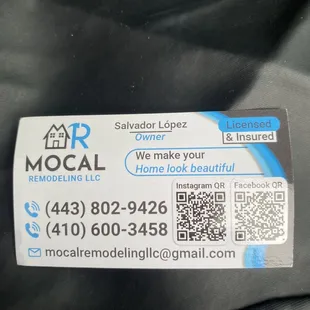 R
MOCAL
REMODELING LLC
Salvador López
Owner
Licensed
& Insured
We make your
Home look beautiful
Instagram QR
Facebook QR
(443) 802-9426
(410) 600-3458
mocalremodelingllc@gmail.com